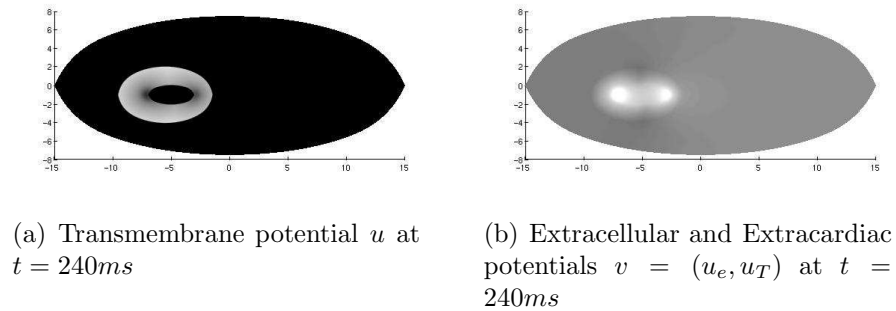 8
6
4
2
0
−2
−4
−6
−8
−15 −10 −5 0 5 10 15
8
6
4
2
0
−2
−4
−6
−8
−15 −10 −5 0 5 10 15
(a) Transmembrane potential u at
t = 240ms
(b) Extracellular and Extracardiac
potentials v = (u_e, u_T) at t =
240ms